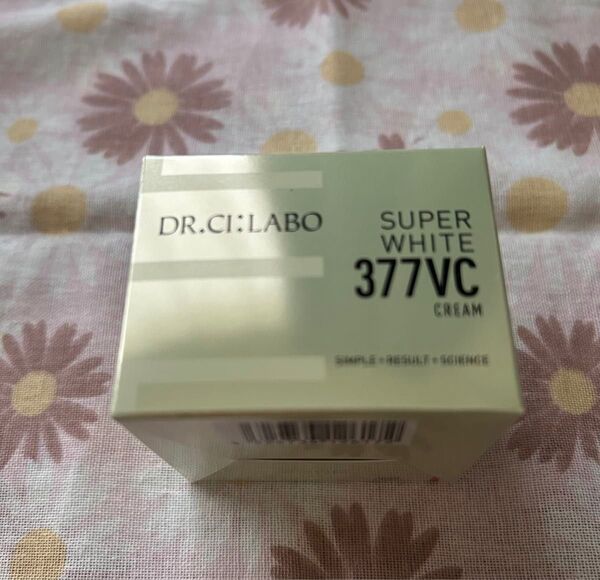 DR.CI:LABO
SUPER
WHITE
377VC
CREAM
SIMPLE • RESULT • SCIENCE